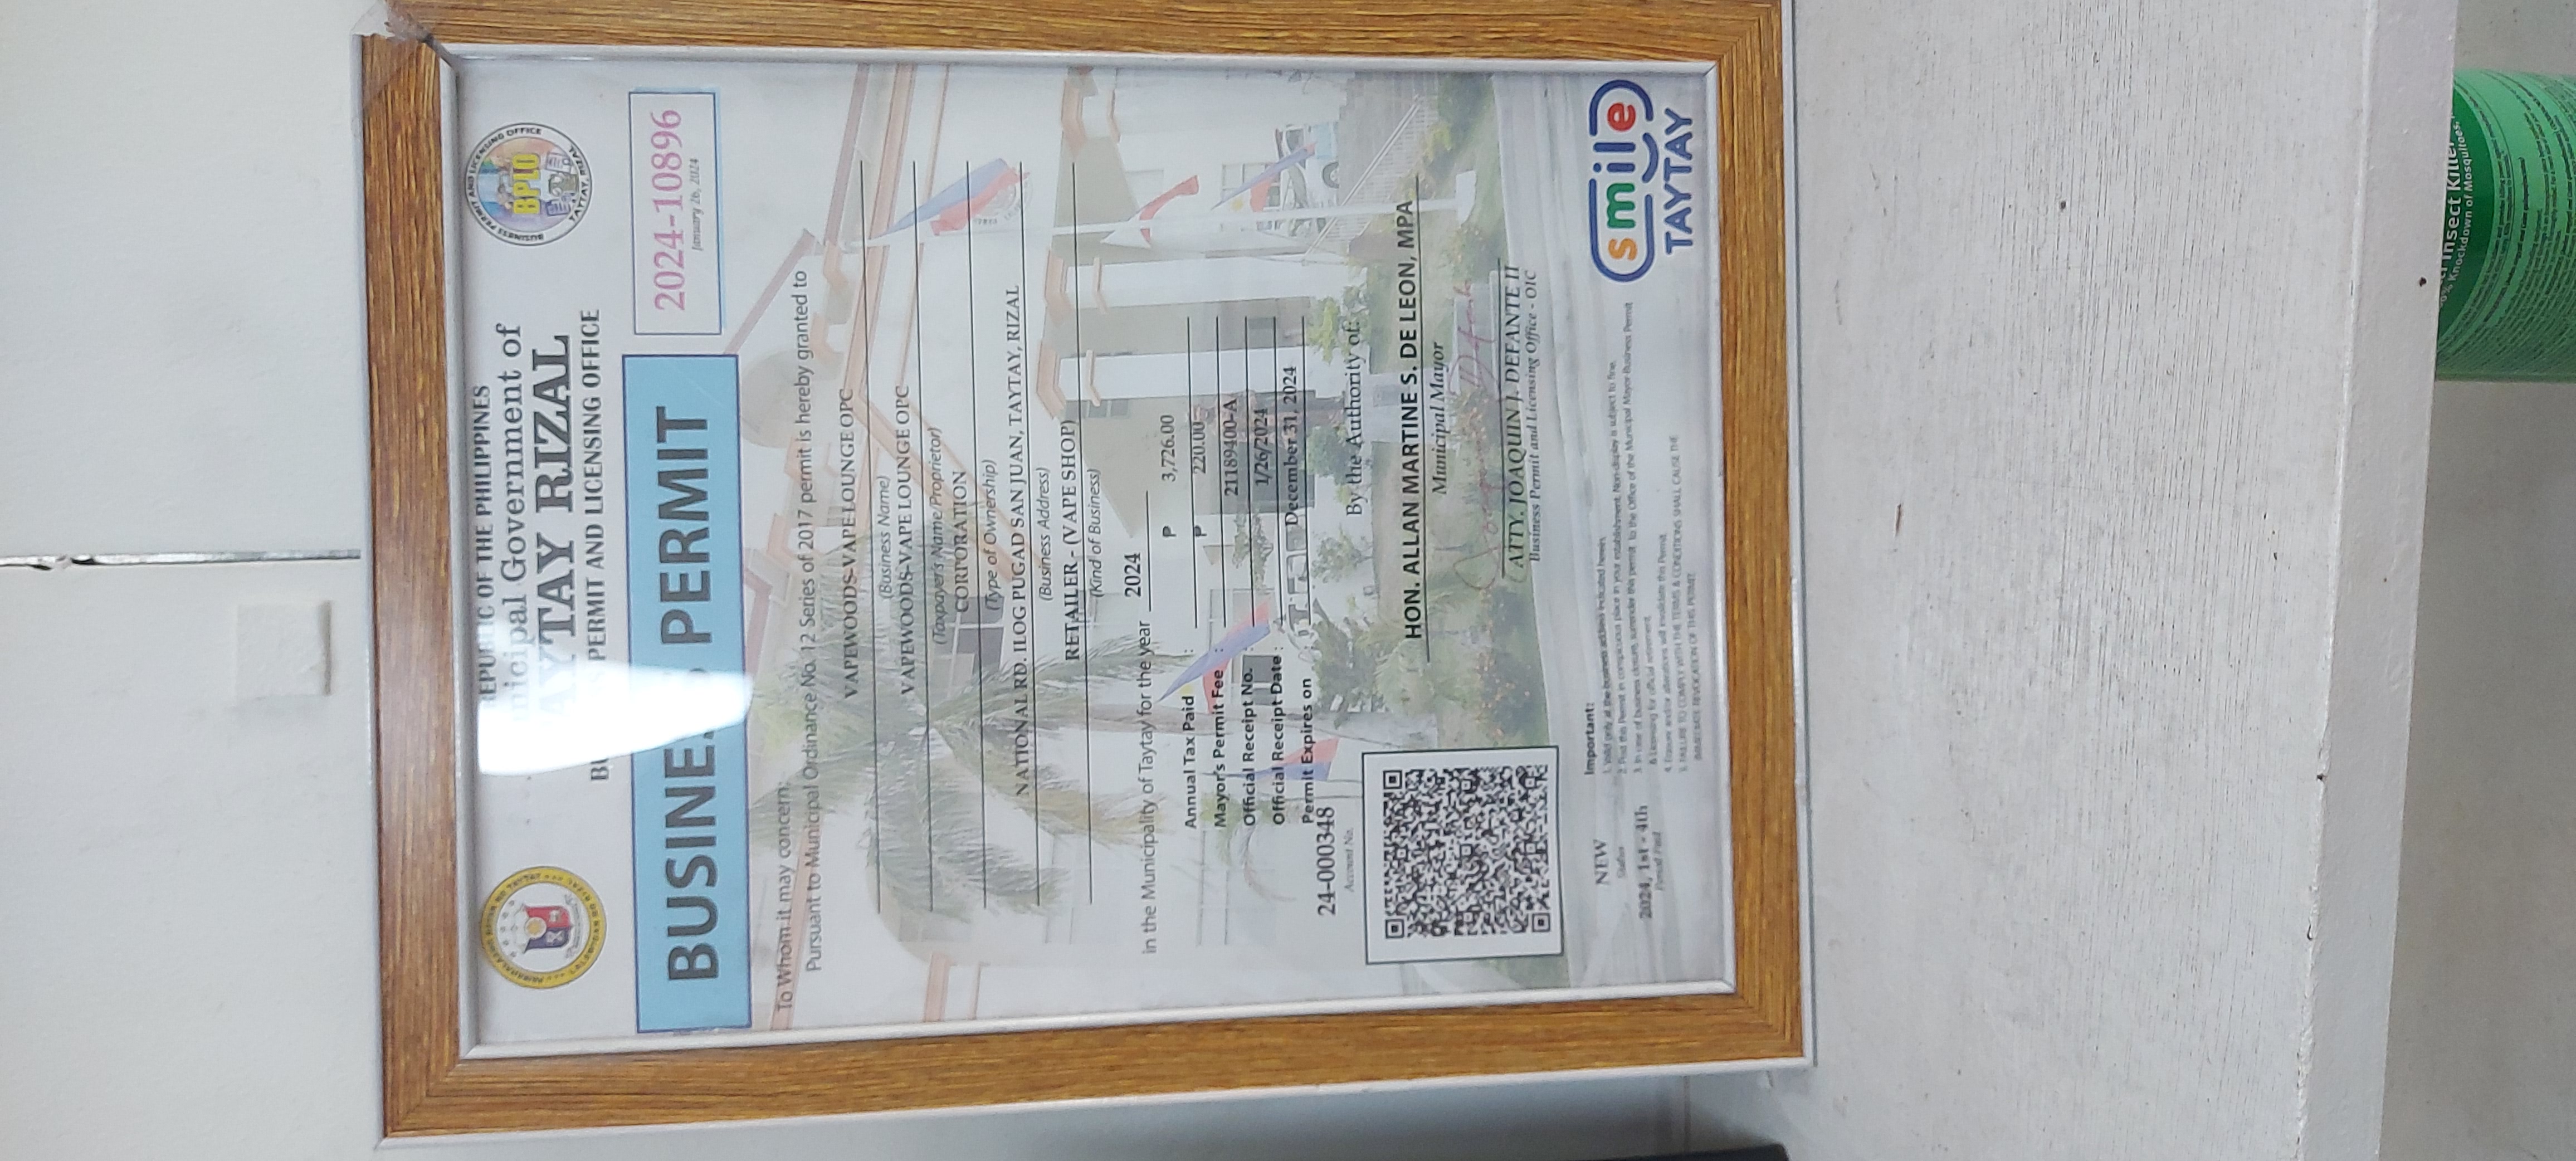 REPUBLIC OF THE PHILIPPINES
nicipal Government of
AYTAY RIZAL
BU PERMIT AND LICENSING OFFICE
BUSINESS PERMIT
2024-10896
January 26, 2024
BUSINESS PERMIT AND LICENSING OFFICE
BPLO
TAYTAY, RIZAL
To Whom it may concern:
Pursuant to Municipal Ordinance No. 12 Series of 2017 permit is hereby granted to
VAPEWOODS-VAPE LOUNGE OPC
(Business Name)
VAPEWOODS-VAPE LOUNGE OPC
(Taxpayer's Name/Proprietor)
CORPORATION
(Type of Ownership)
NATIONAL RD. ILOG PUGAD SAN JUAN, TAYTAY, RIZAL
(Business Address)
RETAILER - (VAPE SHOP)
(Kind of Business)
in the Municipality of Taytay for the year 2024
Annual Tax Paid : ₱ 3,726.00
Mayor's Permit Fee : ₱ 220.00
Official Receipt No. : 21189400-A
Official Receipt Date : 1/26/2024
Permit Expires on : December 31, 2024
24-000348
Account No.
By the Authority of:
HON. ALLAN MARTINE S. DE LEON, MPA
Municipal Mayor
ATTY. JOAQUIN J. DEFANTE II
Business Permit and Licensing Office - OIC
NEW
Status
2024, 1st - 4th
Period Paid
Important:
1. Valid only at the business address indicated herein.
2. Post this Permit in conspicuous place in your establishment. Non-display is subject to fine.
3. In case of business closure, surrender this permit to the Office of the Municipal Mayor-Business Permit
& Licensing for official retirement.
4. Erasure and/or alterations will invalidate this Permit.
5. FAILURE TO COMPLY WITH THE TERMS & CONDITIONS SHALL CAUSE THE
IMMEDIATE REVOCATION OF THIS PERMIT.
smile
TAYTAY
Insect Killer
Knockdown of Mosquitoes,